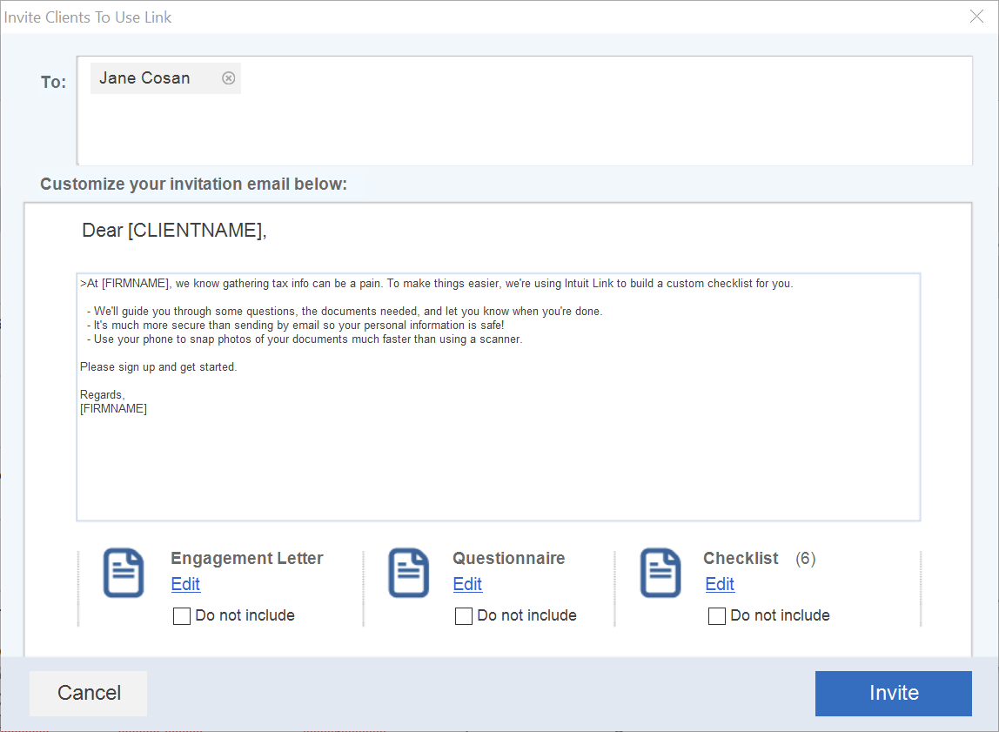 Invite Clients To Use Link
To:
Jane Cosan
Customize your invitation email below:
Dear [CLIENTNAME],
>At [FIRMNAME], we know gathering tax info can be a pain. To make things easier, we're using Intuit Link to build a custom checklist for you.
- We'll guide you through some questions, the documents needed, and let you know when you're done.
- It's much more secure than sending by email so your personal information is safe!
- Use your phone to snap photos of your documents much faster than using a scanner.
Please sign up and get started.
Regards,
[FIRMNAME]
Engagement Letter
Edit
Do not include
Questionnaire
Edit
Do not include
Checklist (6)
Edit
Do not include
Cancel
Invite